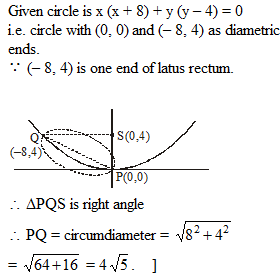 Given circle is x (x + 8) + y (y – 4) = 0
i.e. circle with (0, 0) and (– 8, 4) as diametric
ends.
∵ (– 8, 4) is one end of latus rectum.
Q
S(0,4)
(–8,4)
P(0,0)
∴ ΔPQS is right angle
∴ PQ = circumdiameter = √(8² + 4²)
= √(64+16) = 4√5 . ]